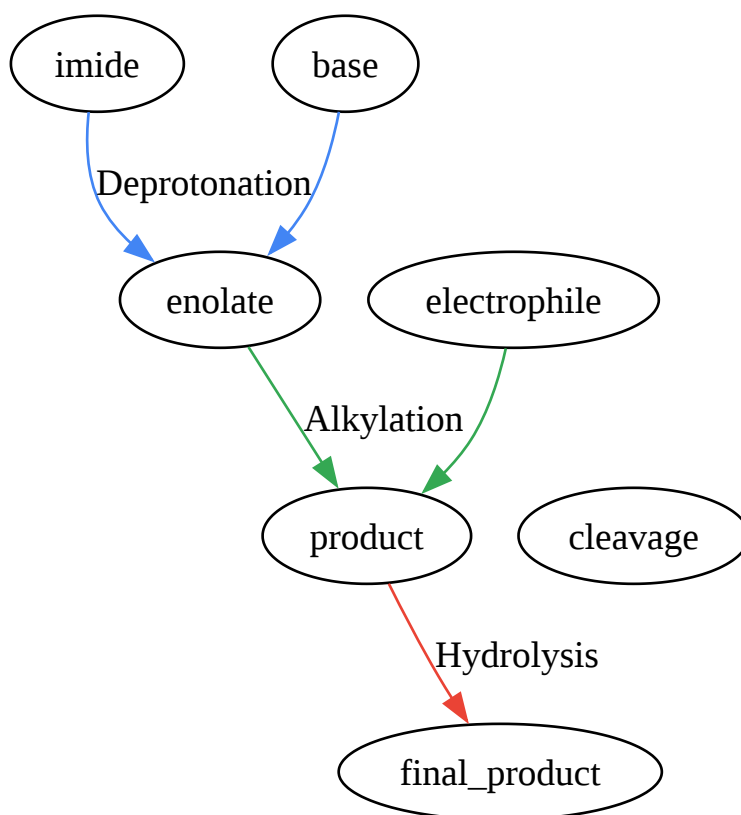 imide
base
Deprotonation
enolate
electrophile
Alkylation
product
cleavage
Hydrolysis
final_product